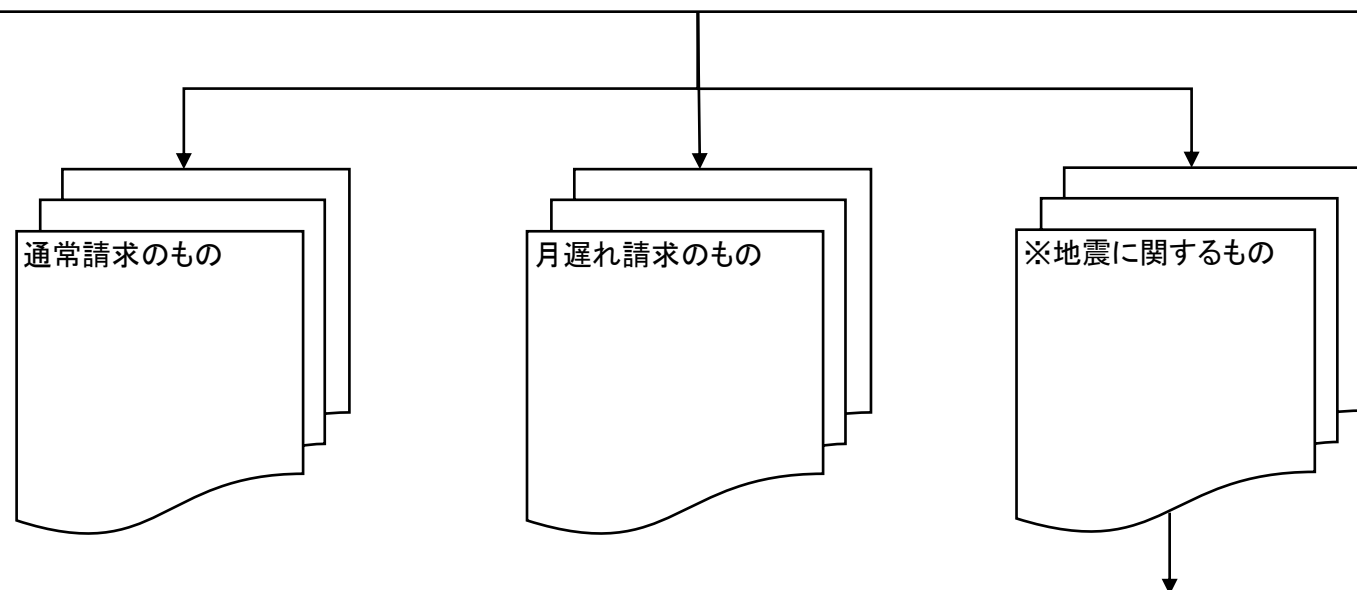 通常請求のもの
月遅れ請求のもの
※地震に関するもの